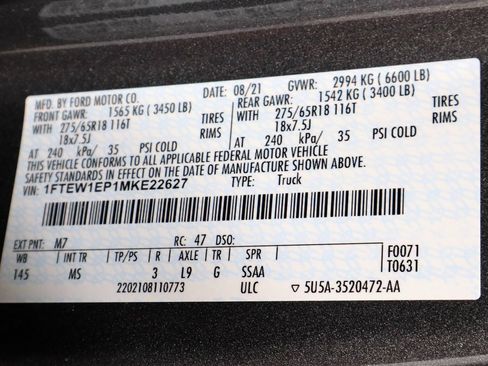 MFD. BY FORD MOTOR CO. DATE: 08/21 GVWR: 2994 KG ( 6600 LB)
FRONT GAWR: 1565 KG ( 3450 LB) REAR GAWR: 1542 KG ( 3400 LB)
WITH 275/65R18 116T TIRES WITH 275/65R18 116T TIRES
18x7.5J RIMS 18x7.5J RIMS
AT 240 kPa/ 35 PSI COLD AT 240 kPa/ 35 PSI COLD
THIS VEHICLE CONFORMS TO ALL APPLICABLE FEDERAL MOTOR VEHICLE
SAFETY STANDARDS IN EFFECT ON THE DATE OF MANUFACTURE SHOWN ABOVE.
VIN: 1FTEW1EP1MKE22627 TYPE: Truck
EXT PNT: M7 RC: 47 DSO: F0071
WB INT TR TP/PS R AXLE TR SPR T0631
145 MS 3 L9 G SSAA
2202108110773 ULC ▽ 5U5A-3520472-AA